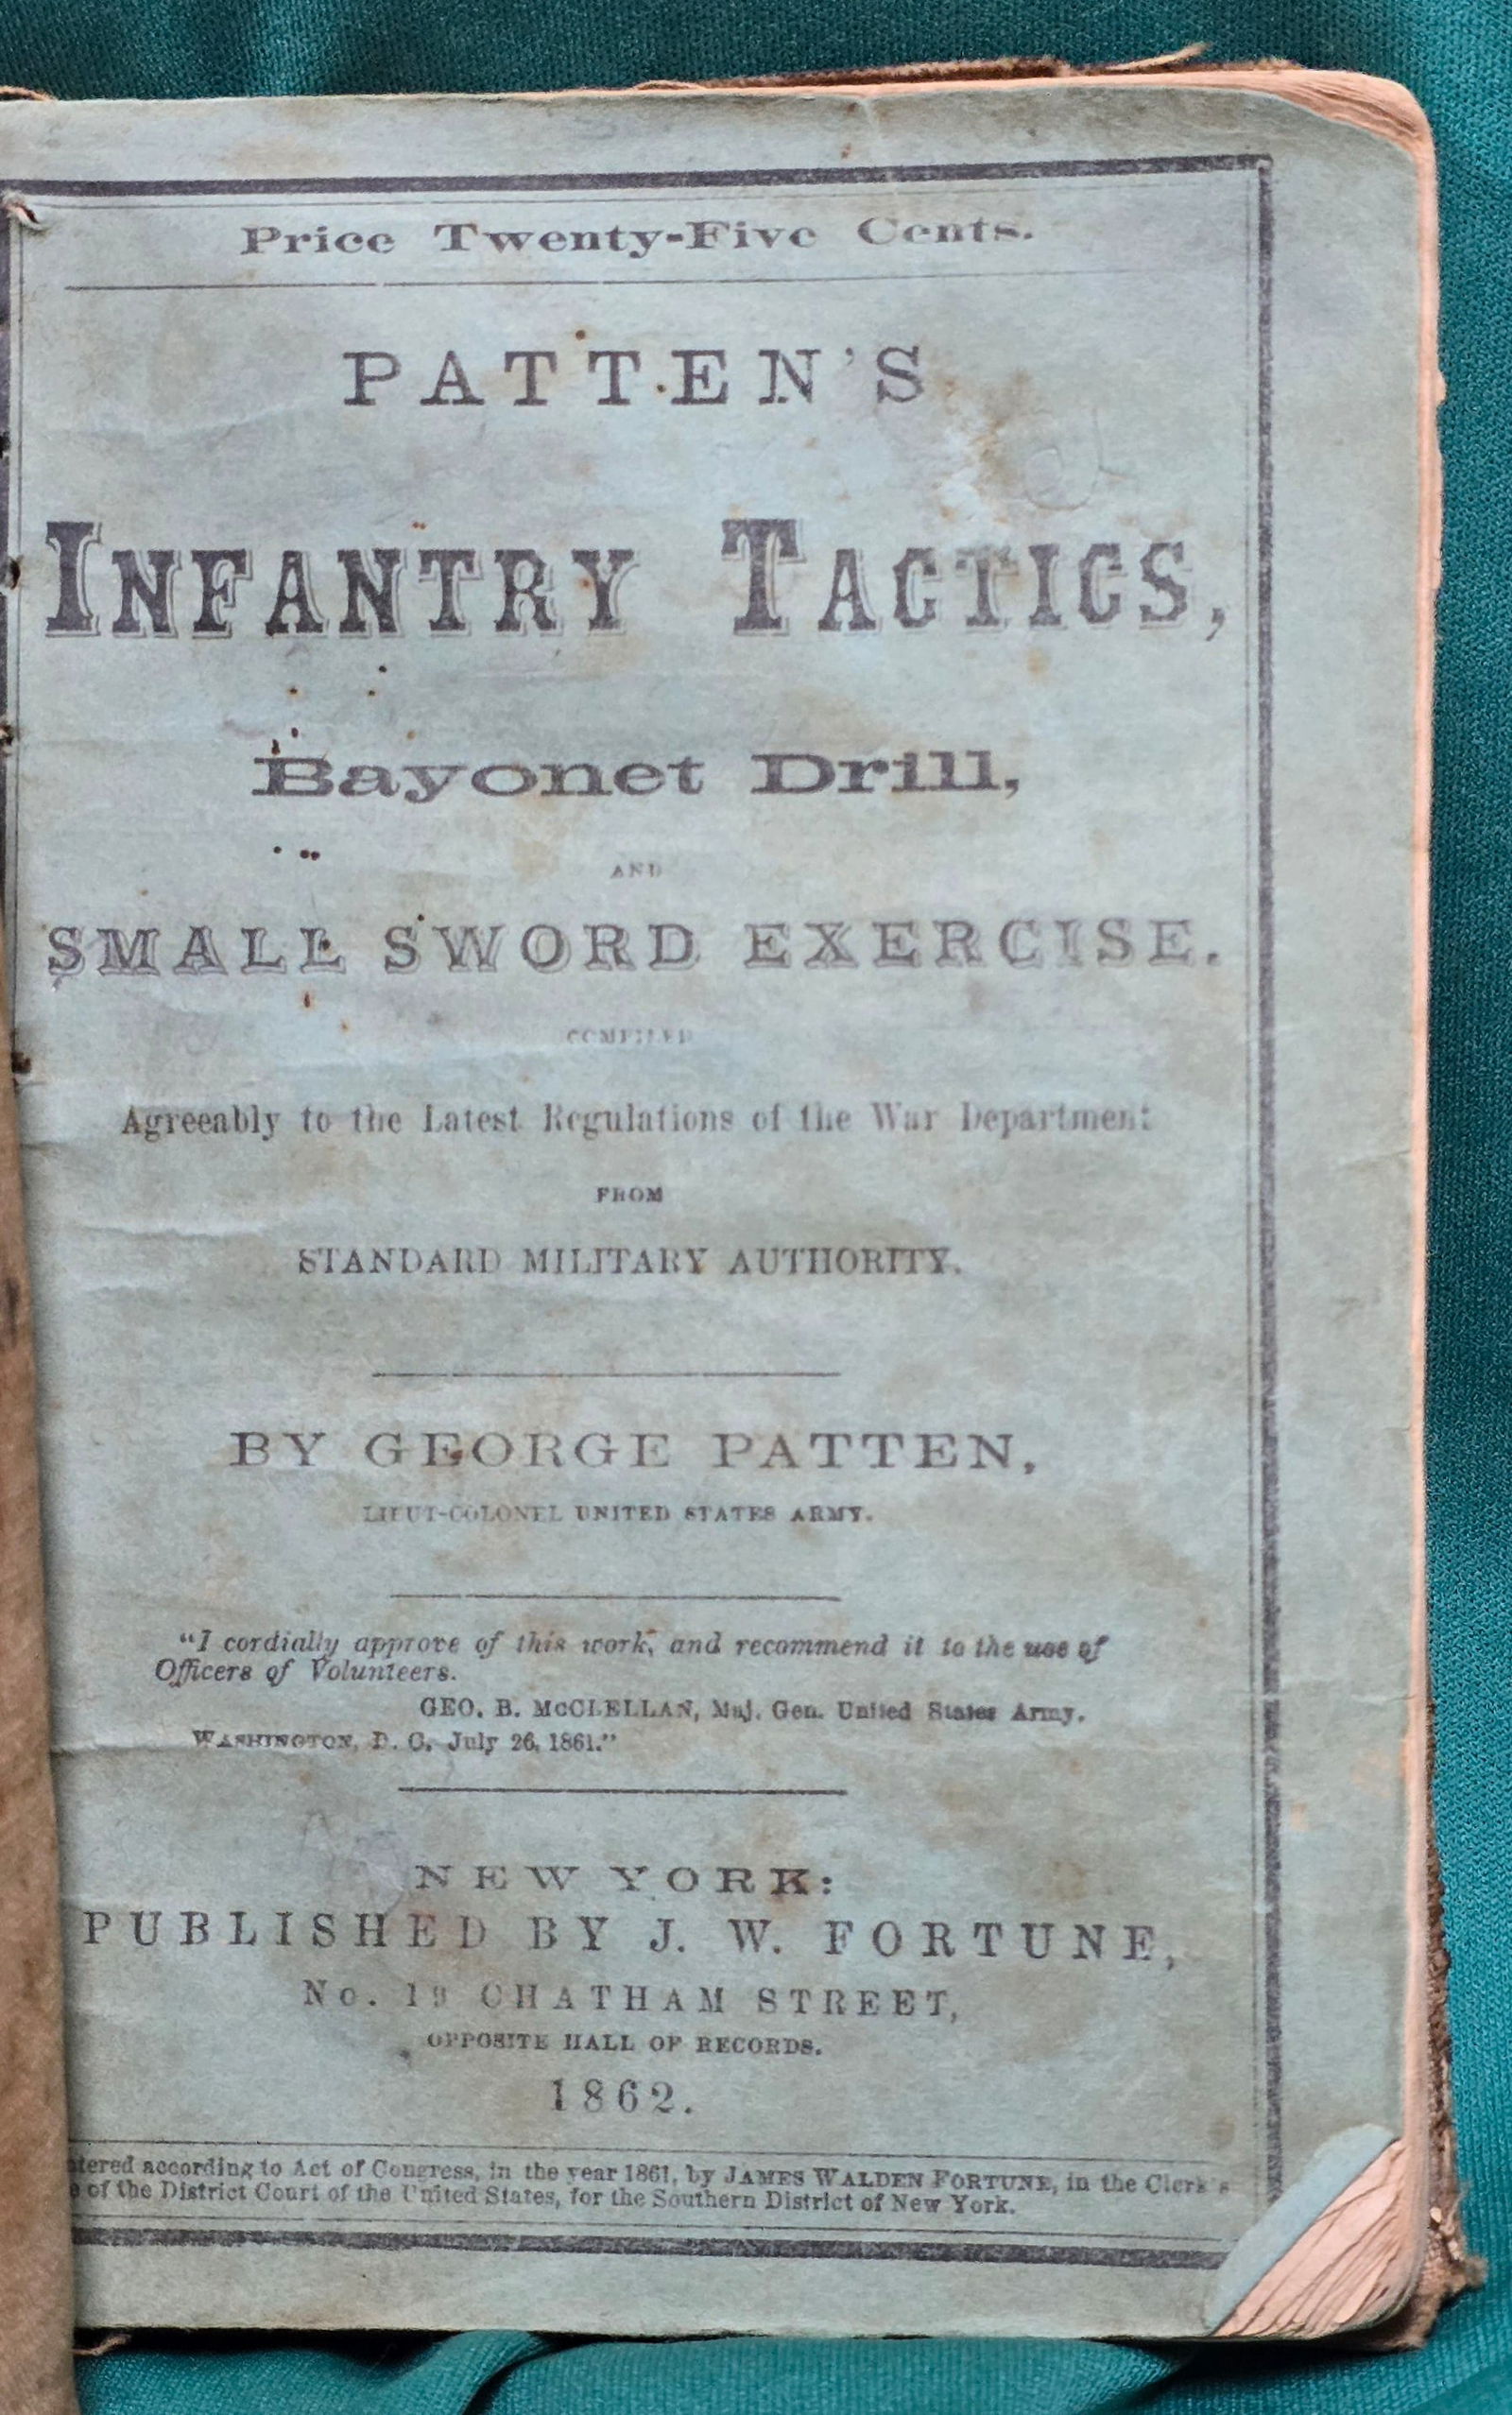 Price Twenty-Five Cents.
PATTEN'S
INFANTRY TACTICS,
Bayonet Drill,
AND
SMALL SWORD EXERCISE.
COMPILED
Agreeably to the Latest Regulations of the War Department
FROM
STANDARD MILITARY AUTHORITY.
BY GEORGE PATTEN,
LIEUT-COLONEL UNITED STATES ARMY.
"I cordially approve of this work, and recommend it to the use of
Officers of Volunteers.
GEO. B. McCLELLAN, Maj. Gen. United States Army.
WASHINGTON, D. C. July 26, 1861."
NEW YORK:
PUBLISHED BY J. W. FORTUNE,
No. 19 CHATHAM STREET,
OPPOSITE HALL OF RECORDS.
1862.
tered according to Act of Congress, in the year 1861, by JAMES WALDEN FORTUNE, in the Clerk's
e of the District Court of the United States, for the Southern District of New York.